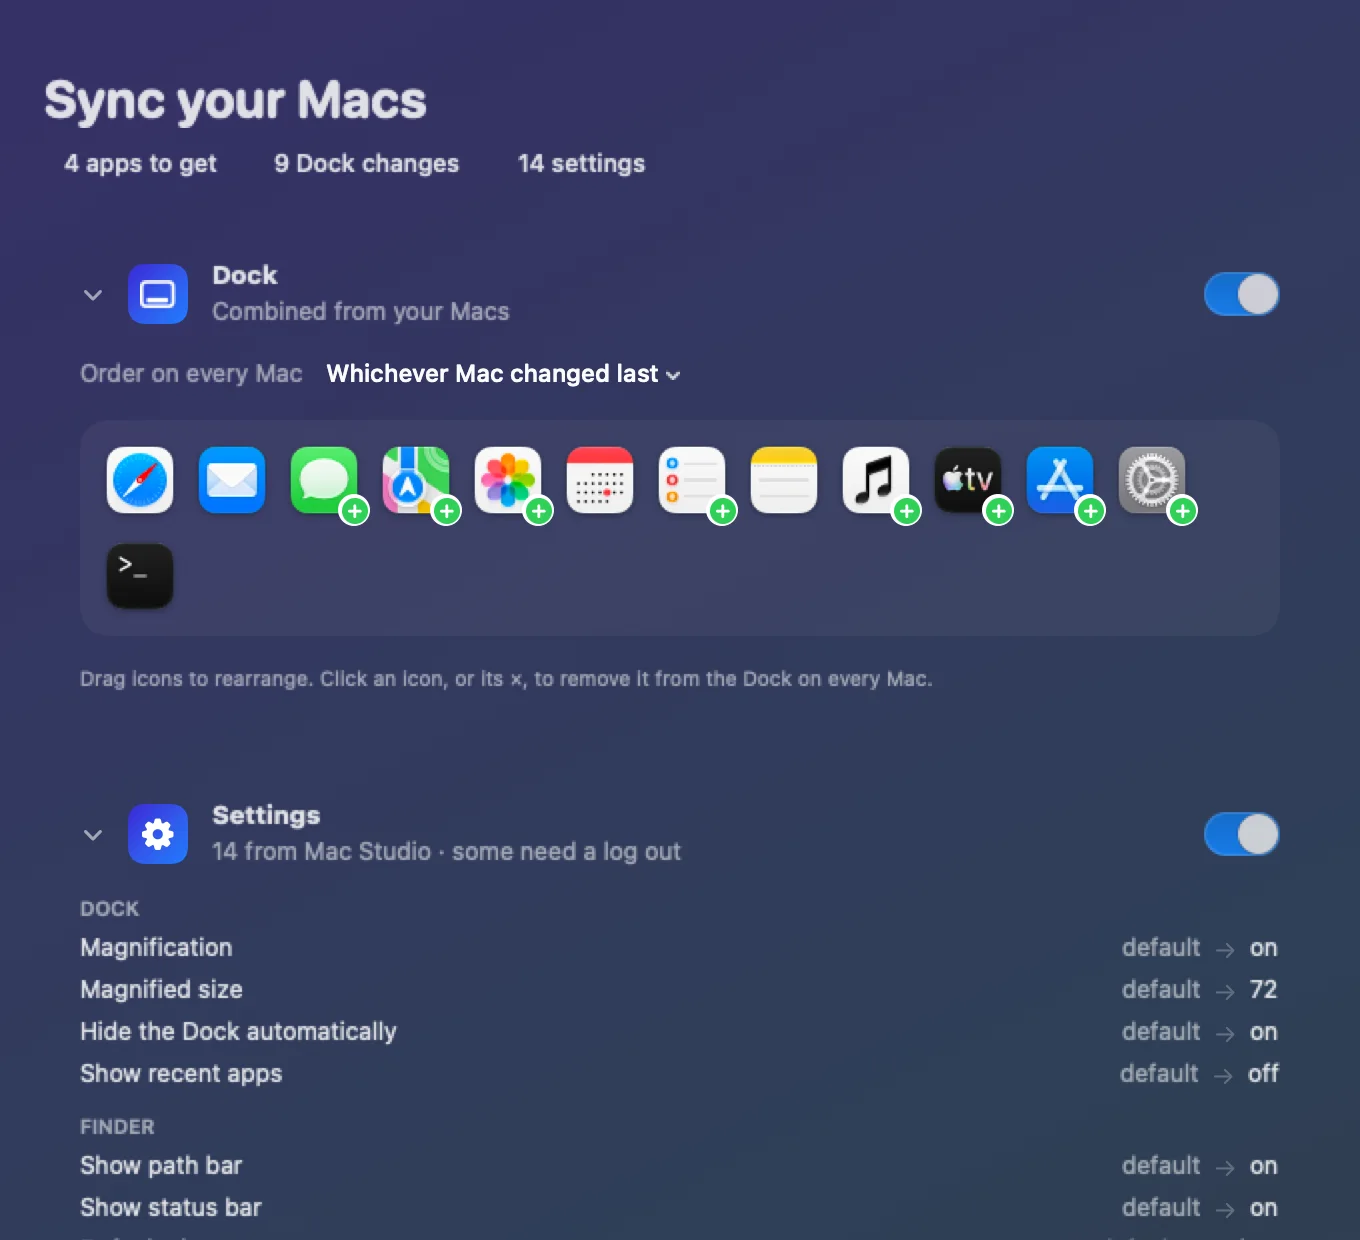 Sync your Macs
4 apps to get 9 Dock changes 14 settings
Dock
Combined from your Macs
Order on every Mac Whichever Mac changed last
tv
>_
Drag icons to rearrange. Click an icon, or its ×, to remove it from the Dock on every Mac.
Settings
14 from Mac Studio · some need a log out
DOCK
Magnification default → on
Magnified size default → 72
Hide the Dock automatically default → on
Show recent apps default → off
FINDER
Show path bar default → on
Show status bar default → on